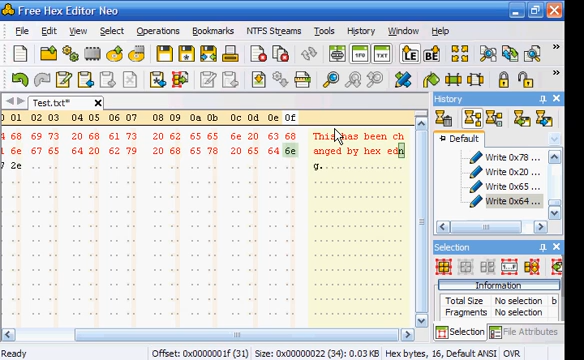 Free Hex Editor Neo
File Edit View Select Operations Bookmarks NTFS Streams Tools History Window Help
LE BE
Test.txt*
01 02 03 04 05 06 07 08 09 0a 0b 0c 0d 0e 0f
68 69 73 20 68 61 73 20 62 65 65 6e 20 63 68 This has been ch
6e 67 65 64 20 62 79 20 68 65 78 20 65 64 6e anged by hex edn
2e g.
History
Default
Write 0x78 ...
Write 0x20 ...
Write 0x65 ...
Write 0x64 ...
Selection
Information
Total Size No selection b
Fragments No selection
Selection File Attributes
Ready Offset: 0x0000001f (31) Size: 0x00000022 (34): 0.03 KB Hex bytes, 16, Default ANSI OVR